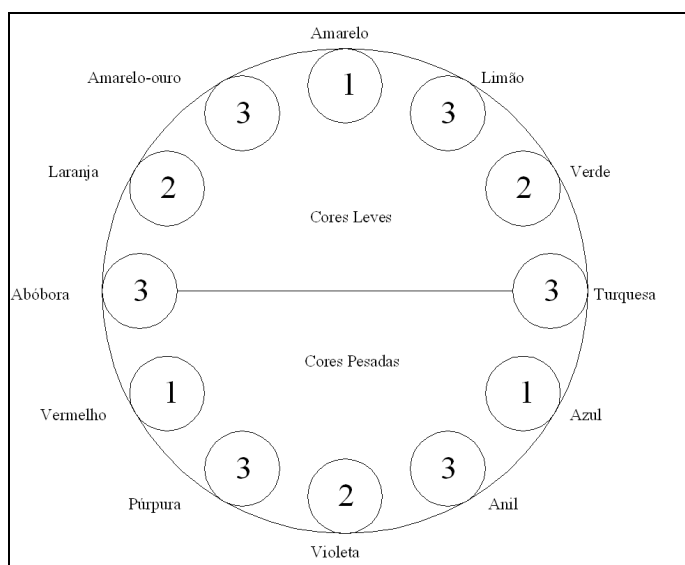 Amarelo
Amarelo-ouro
Limão
1
3
3
Laranja
Verde
2
2
Cores Leves
Abóbora
3
3
Turquesa
Cores Pesadas
1
1
Vermelho
Azul
3
3
2
Púrpura
Anil
Violeta